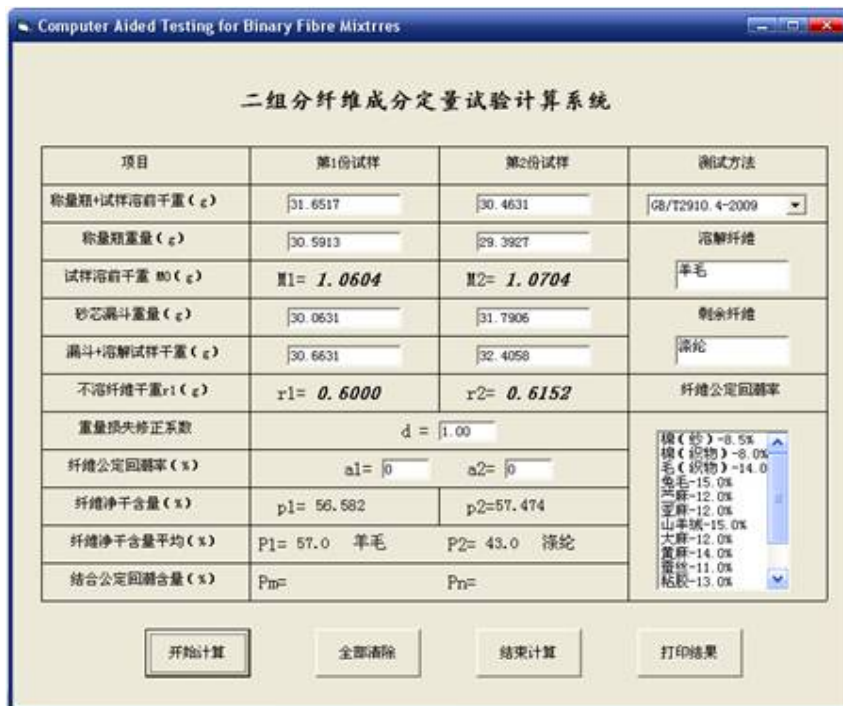 Computer Aided Testing for Binary Fibre Mixtrres
二组分纤维成分定量试验计算系统
项目 第1份试样 第2份试样 测试方法
称量瓶+试样溶前干重(g) 31.6517 30.4631 GB/T2910.4-2009
称量瓶重量(g) 30.5913 29.3927 溶解纤维
试样溶前干重 M0(g) M1= 1.0604 M2= 1.0704 羊毛
砂芯漏斗重量(g) 30.0631 31.7906 剩余纤维
漏斗+溶解试样干重(g) 30.6631 32.4058 涤纶
不溶纤维干重r1(g) r1= 0.6000 r2= 0.6152 纤维公定回潮率
重量损失修正系数 d = 1.00
纤维公定回潮率(%) a1= 0 a2= 0
纤维净干含量(%) p1= 56.582 p2=57.474
纤维净干含量平均(%) P1= 57.0 羊毛 P2= 43.0 涤纶
结合公定回潮含量(%) Pm= Pn=
棉(纱)-8.5%
棉(织物)-8.0%
毛(织物)-14.0
兔毛-15.0%
苎麻-12.0%
亚麻-12.0%
山羊绒-15.0%
大麻-12.0%
黄麻-14.0%
蚕丝-11.0%
粘胶-13.0%
开始计算 全部清除 结束计算 打印结果